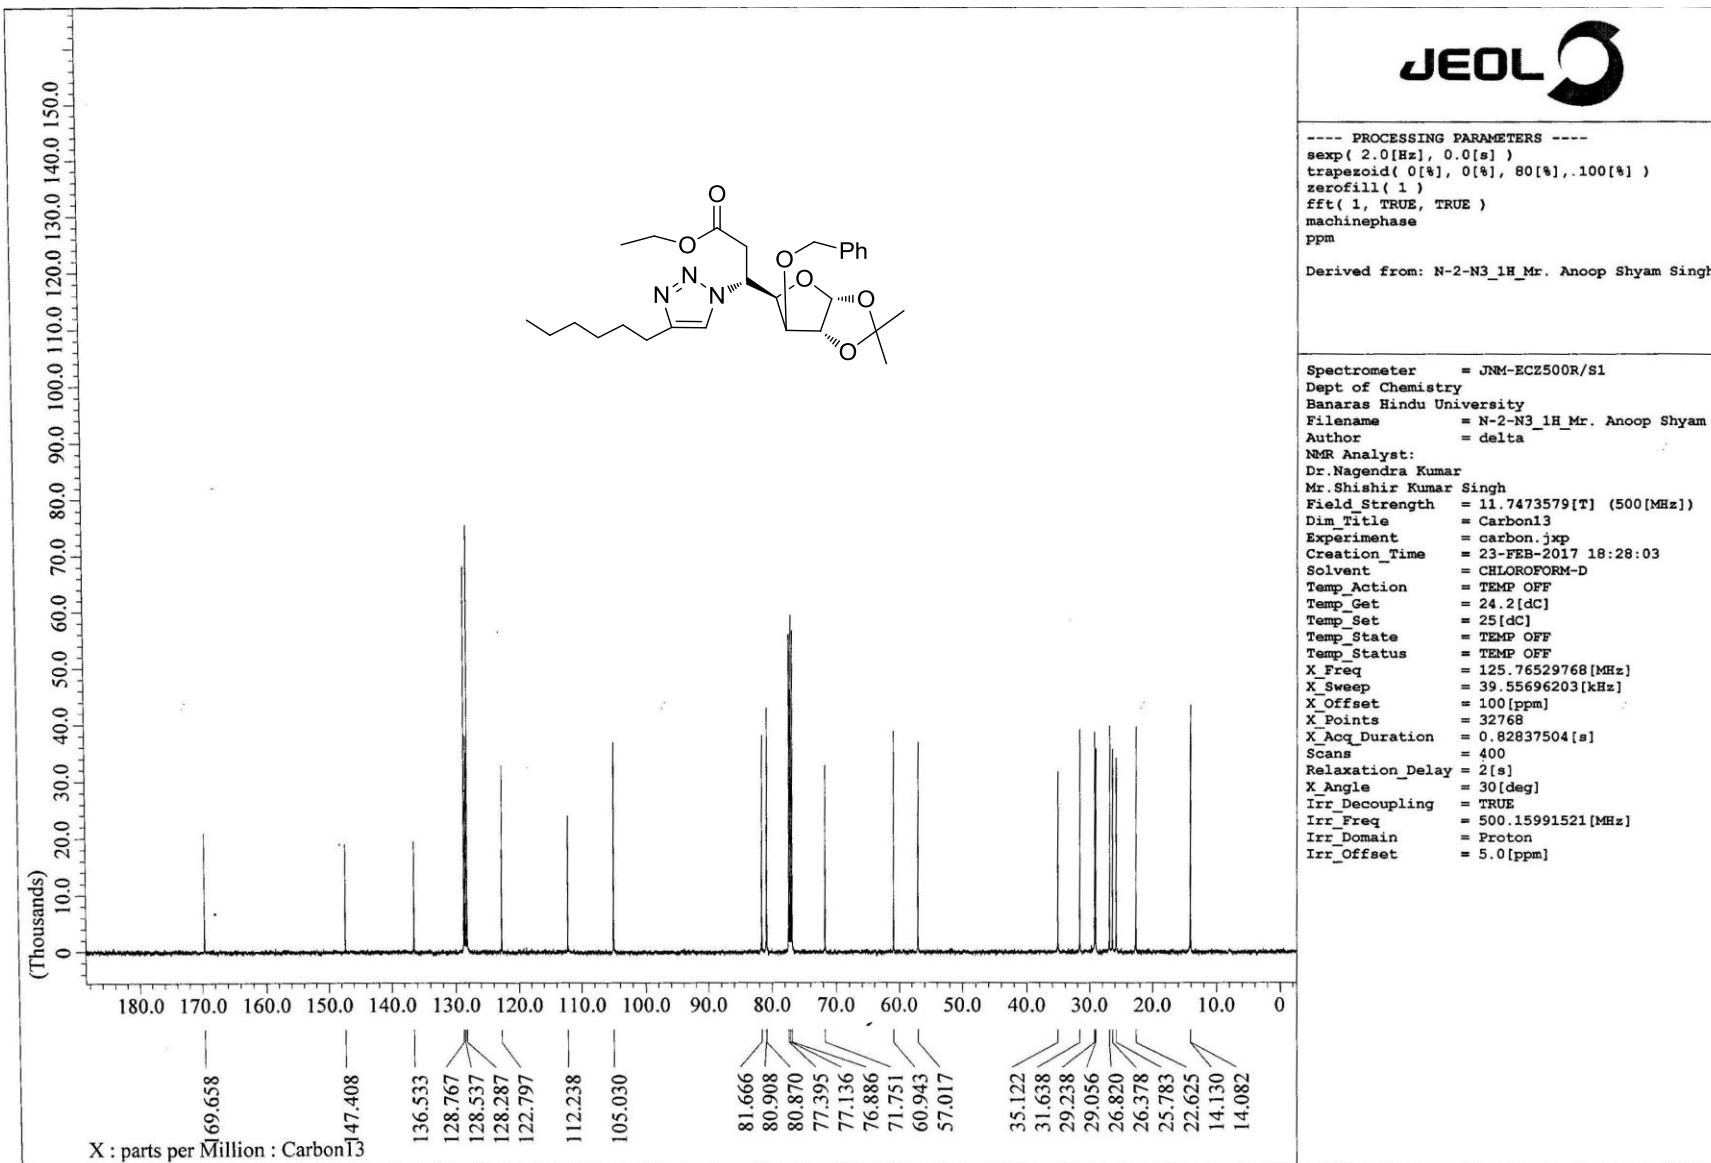 (Thousands)
0 10.0 20.0 30.0 40.0 50.0 60.0 70.0 80.0 90.0 100.0 110.0 120.0 130.0 140.0 150.0
O
O
O
Ph
O
O
O
N
N
N
180.0 170.0 160.0 150.0 140.0 130.0 120.0 110.0 100.0 90.0 80.0 70.0 60.0 50.0 40.0 30.0 20.0 10.0 0
169.658
147.408
136.533
128.767
128.537
128.287
122.797
112.238
105.030
81.666
80.908
80.870
77.395
77.136
76.886
71.751
60.943
57.017
35.122
31.638
29.238
29.056
26.820
26.378
25.783
22.625
14.130
14.082
X : parts per Million : Carbon13
JEOL
---- PROCESSING PARAMETERS ----
sexp( 2.0[Hz], 0.0[s] )
trapezoid( 0[%], 0[%], 80[%], 100[%] )
zerofill( 1 )
fft( 1, TRUE, TRUE )
machinephase
ppm
Derived from: N-2-N3_1H_Mr. Anoop Shyam Singh
Spectrometer = JNM-ECZ500R/S1
Dept of Chemistry
Banaras Hindu University
Filename = N-2-N3_1H_Mr. Anoop Shyam
Author = delta
NMR Analyst:
Dr.Nagendra Kumar
Mr.Shishir Kumar Singh
Field_Strength = 11.7473579[T] (500[MHz])
Dim_Title = Carbon13
Experiment = carbon.jxp
Creation_Time = 23-FEB-2017 18:28:03
Solvent = CHLOROFORM-D
Temp_Action = TEMP OFF
Temp_Get = 24.2[dC]
Temp_Set = 25[dC]
Temp_State = TEMP OFF
Temp_Status = TEMP OFF
X_Freq = 125.76529768[MHz]
X_Sweep = 39.55696203[kHz]
X_Offset = 100[ppm]
X_Points = 32768
X_Acq_Duration = 0.82837504[s]
Scans = 400
Relaxation_Delay = 2[s]
X_Angle = 30[deg]
Irr_Decoupling = TRUE
Irr_Freq = 500.15991521[MHz]
Irr_Domain = Proton
Irr_Offset = 5.0[ppm]